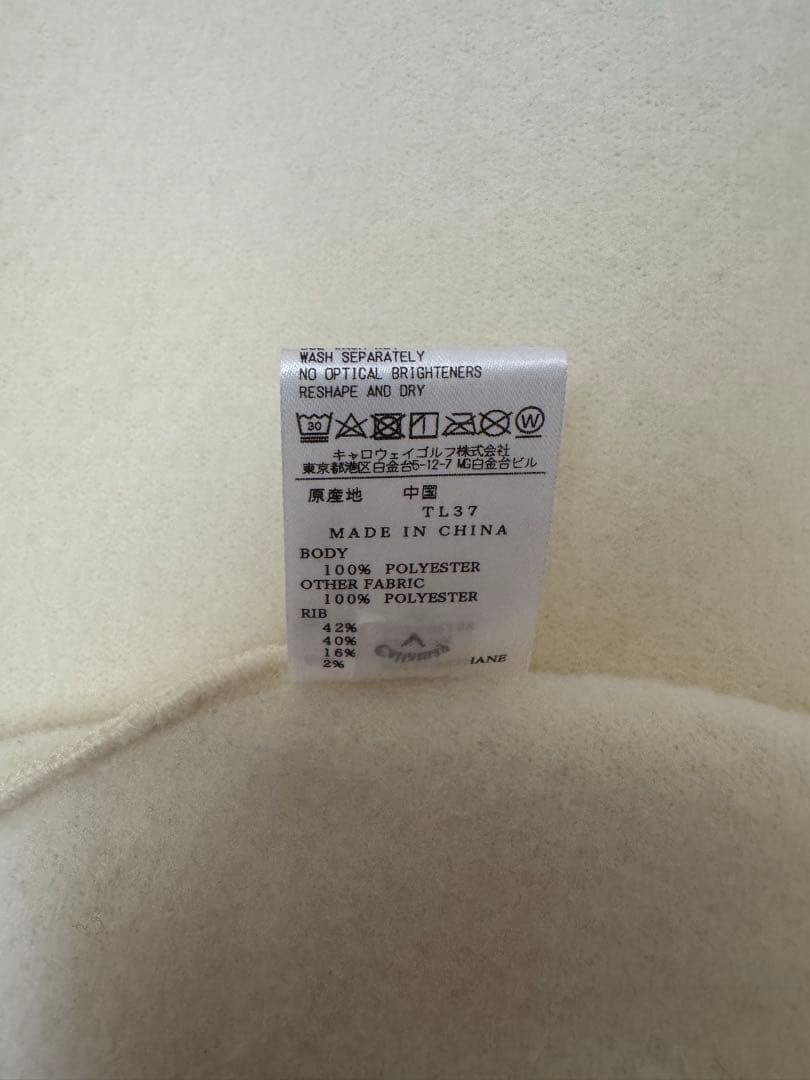 WASH SEPARATELY
NO OPTICAL BRIGHTENERS
RESHAPE AND DRY
30 W
キャロウェイゴルフ株式会社
東京都港区白金台5-12-7 MG白金台ビル
原産地 中国
TL37
MADE IN CHINA
BODY
100% POLYESTER
OTHER FABRIC
100% POLYESTER
RIB
42%
40%
16%
2%
Callaway